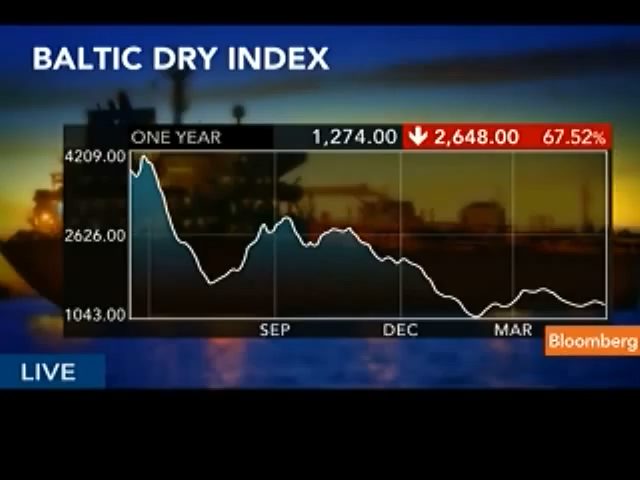 BALTIC DRY INDEX
ONE YEAR 1,274.00 2,648.00 67.52%
4209.00
2626.00
1043.00
SEP DEC MAR
Bloomberg
LIVE